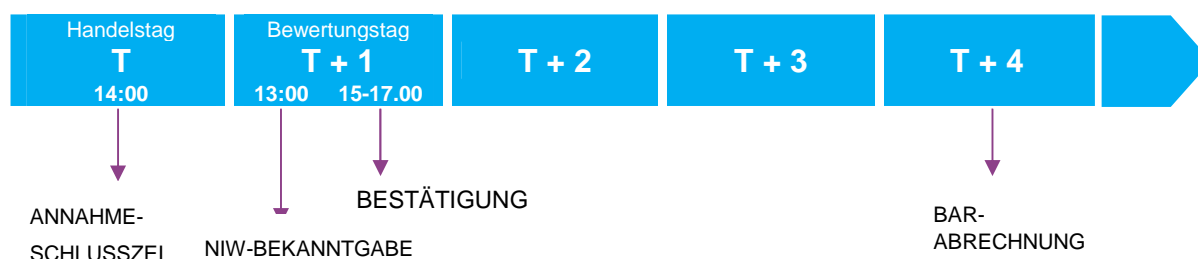 Handelstag
T
14:00
Bewertungstag
T + 1
13:00 15-17.00
T + 2
T + 3
T + 4
ANNAHME-
SCHLUSSZEI
BESTÄTIGUNG
NIW-BEKANNTGABE
BAR-
ABRECHNUNG